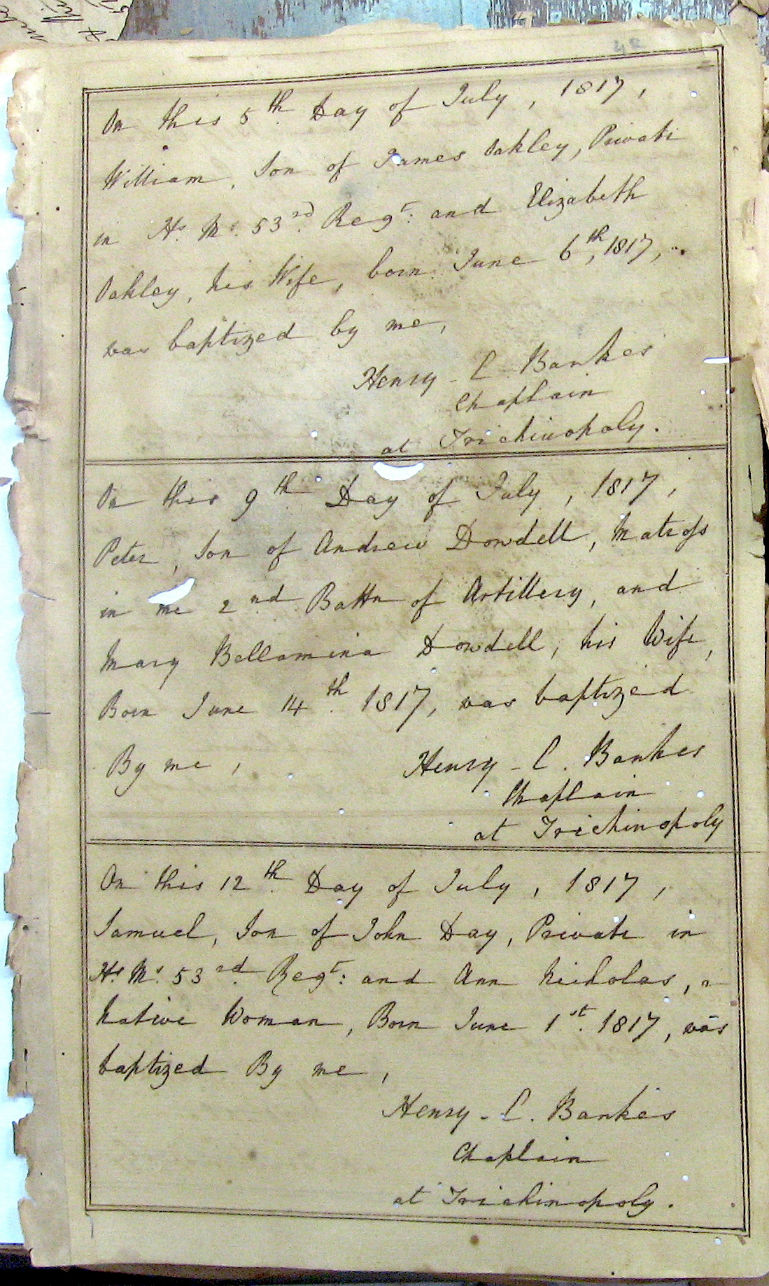 On this 5th Day of July, 1817,
William, Son of James Oakley, Private
in Hs. Ms. 53rd. Regt: and Elizabeth
Oakley, his Wife, born June 6th, 1817,
was baptized by me,
Henry - C. Bankes
Chaplain
at Trichinopoly.
On this 9th Day of July, 1817,
Peter, Son of Andrew Dowdell, Matross
in 2nd. Battn of Artillery, and
Mary Bellamina Dowdell, his Wife,
Born June 14th. 1817, was baptized
By me,
Henry - C. Bankes
Chaplain
at Trichinopoly
On this 12th. Day of July, 1817,
Samuel, Son of John Day, Private in
Hs. Ms. 53rd. Regt: and Ann Nicholas, a
Native Woman, Born June 1st. 1817, was
baptized By me,
Henry - C. Bankes
Chaplain
at Trichinopoly.